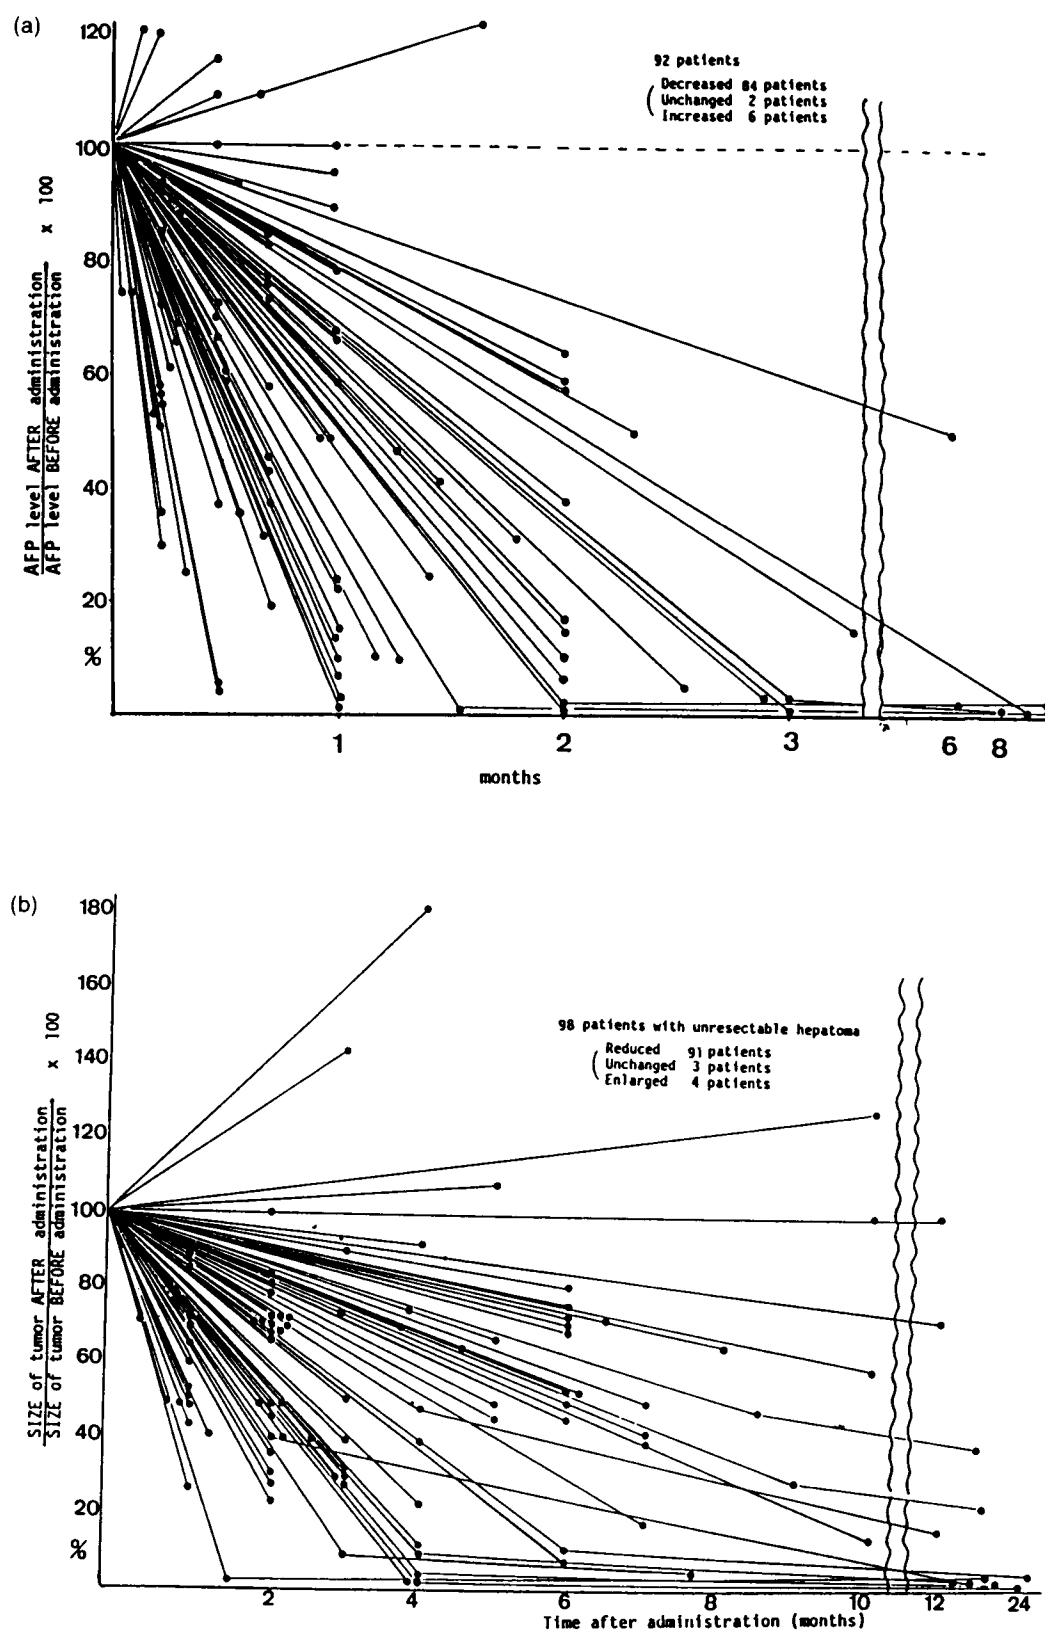 (a)
120
100
80
60
40
20
%
AFP level AFTER administration
AFP level BEFORE administration
x 100
92 patients
( Decreased 84 patients
Unchanged 2 patients
Increased 6 patients
1 2 3 6 8
months
(b)
180
160
140
120
100
80
60
40
20
%
SIZE of tumor AFTER administration
SIZE of tumor BEFORE administration
x 100
98 patients with unresectable hepatoma
( Reduced 91 patients
Unchanged 3 patients
Enlarged 4 patients
2 4 6 8 10 12 24
Time after administration (months)